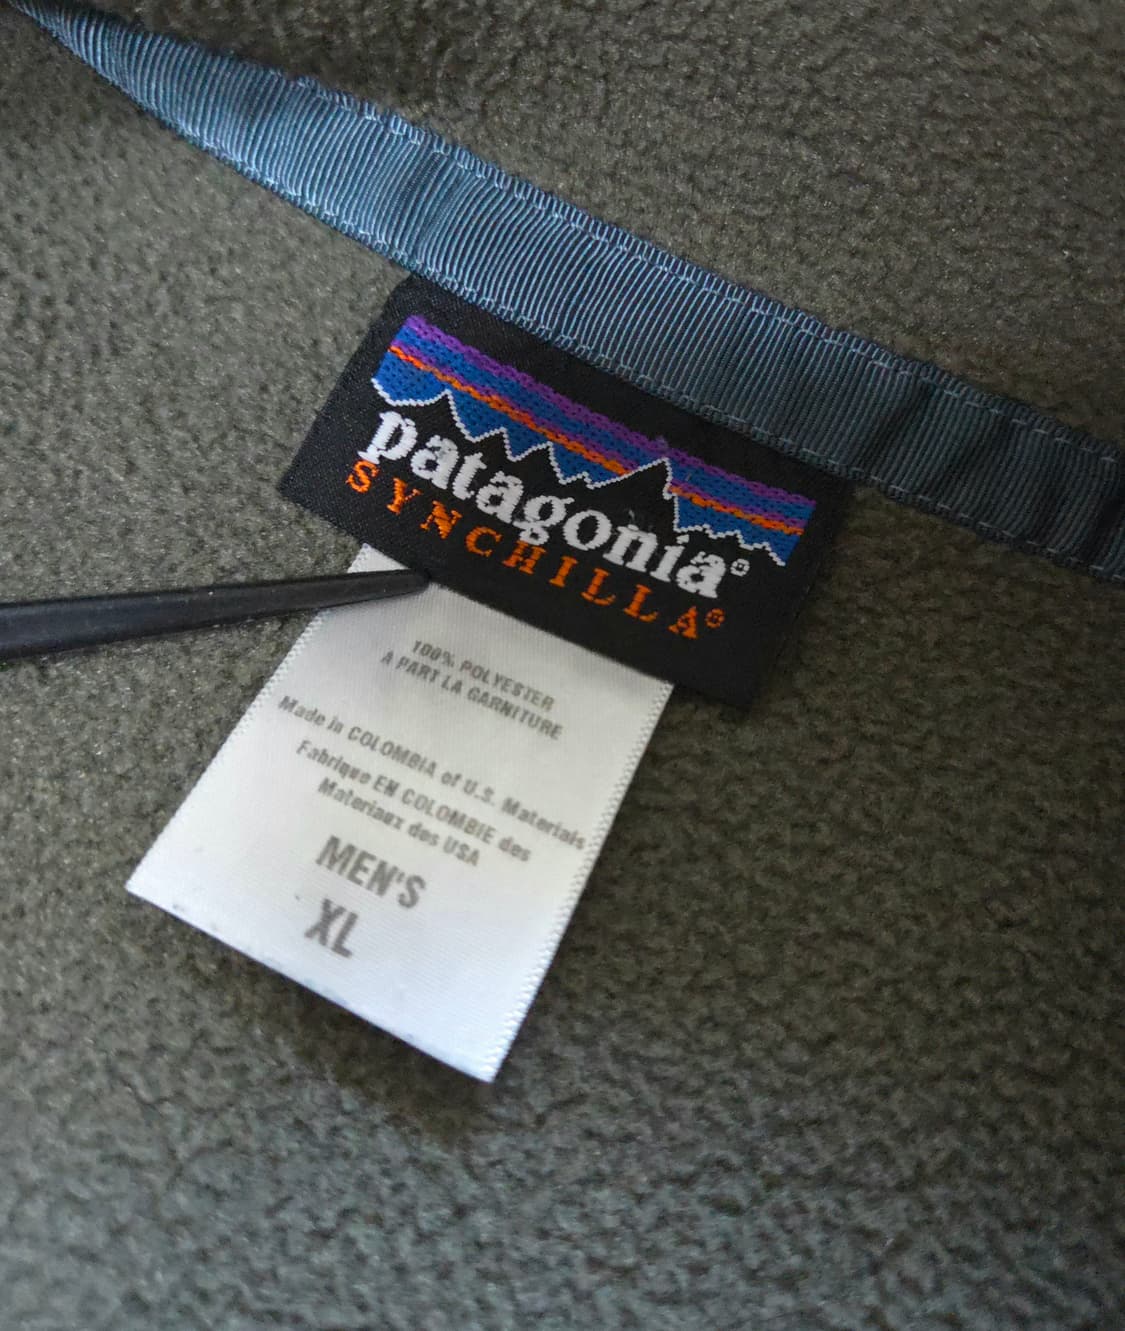 patagonia®
SYNCHILLA®
100% POLYESTER
A PART LA GARNITURE
Made in COLOMBIA of U.S. Materials
Fabrique EN COLOMBIE des
Materiaux des USA
MEN'S
XL